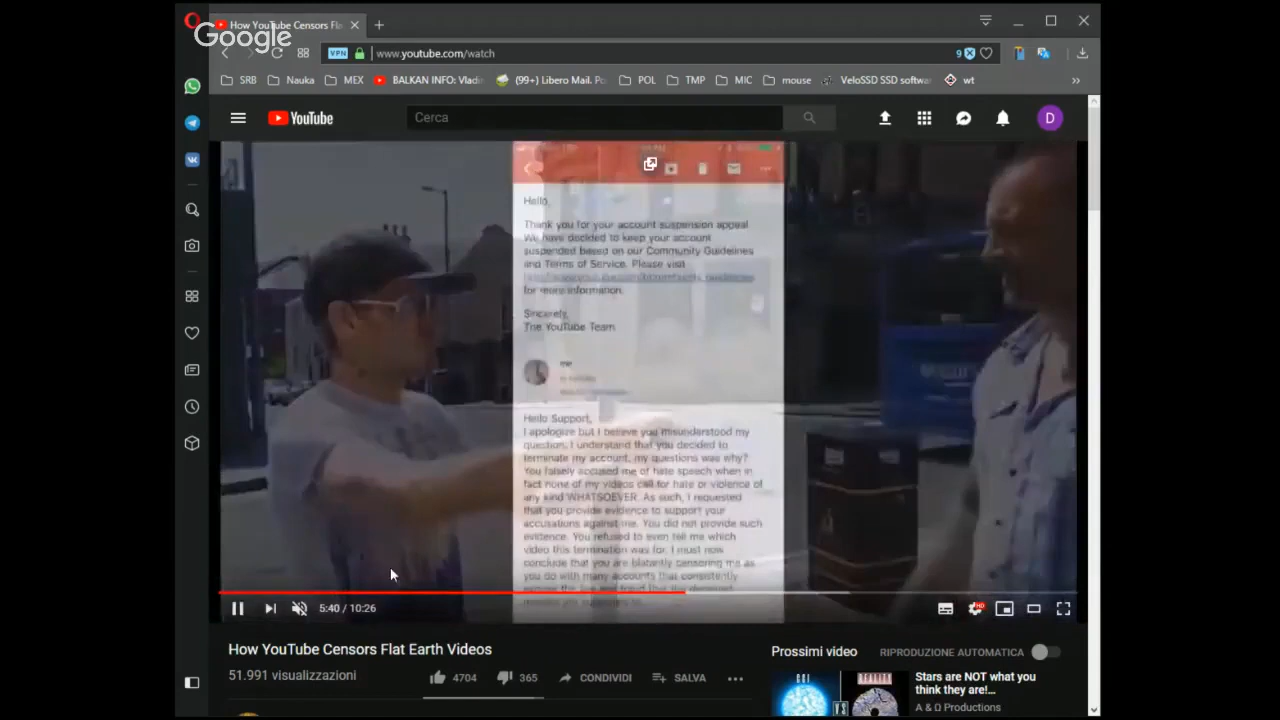 How YouTube Censors Fla
Google
VPN
www.youtube.com/watch
9
SRB
Nauka
MEX
BALKAN INFO: Vladi
(99+) Libero Mail. Po
POL
TMP
MIC
mouse
VeloSSD SSD softwa
wt
YouTube
Cerca
D
Hello,
Thank you for your account suspension appeal
We have decided to keep your account
suspended based on our Community Guidelines
and Terms of Service. Please visit
for more information.
Sincerely,
The YouTube Team
me
Hello Support,
I apologize but I believe you misunderstood my
question. I understand that you decided to
terminate my account, my questions was why?
You falsely accused me of hate speech when in
fact none of my videos call for hate or violence of
any kind WHATSOEVER. As such, I requested
that you provide evidence to support your
accusations against me. You did not provide such
evidence. You refused to even tell me which
video this termination was for. I must now
conclude that you are blatantly censoring me as
you do with many accounts that consistently
5:40 / 10:26
HD
How YouTube Censors Flat Earth Videos
51.991 visualizzazioni
4704
365
CONDIVIDI
SALVA
Prossimi video
RIPRODUZIONE AUTOMATICA
CGI
VS
Stars are NOT what you
think they are!...
A & Ω Productions